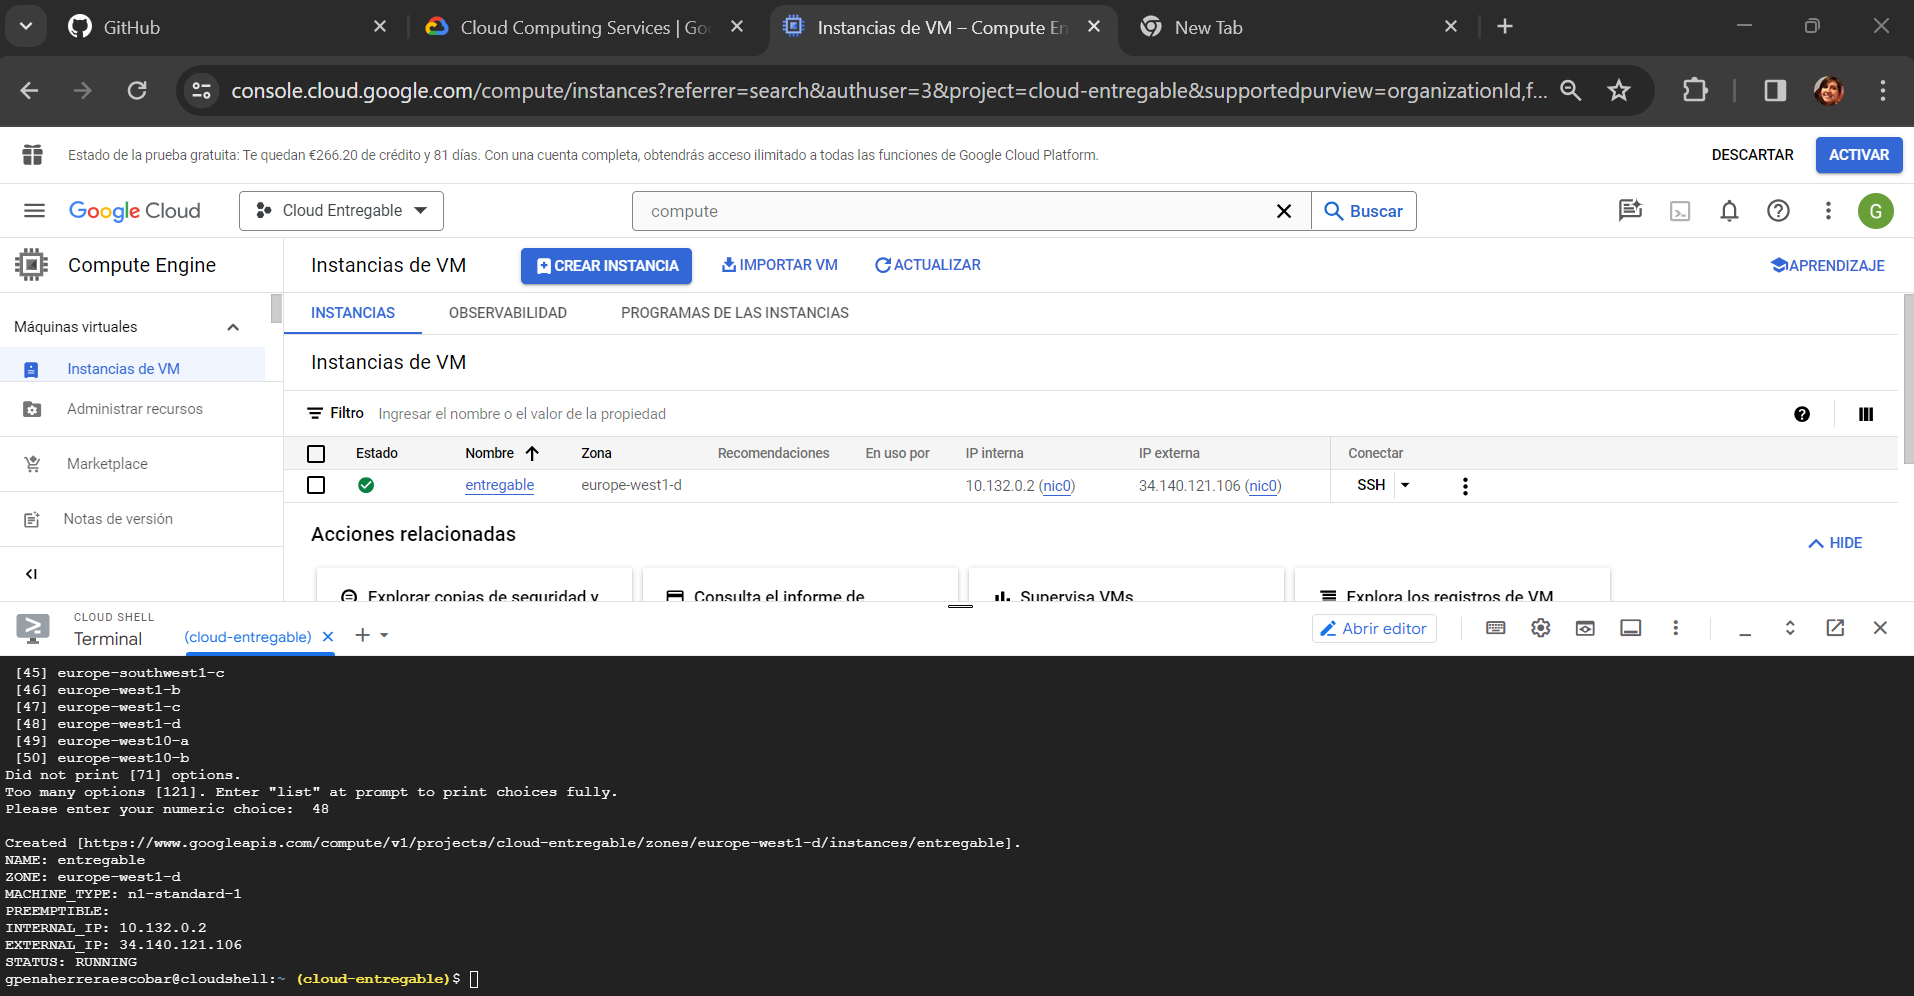 GitHub
Cloud Computing Services | Goo
Instancias de VM – Compute En
New Tab
console.cloud.google.com/compute/instances?referrer=search&authuser=3&project=cloud-entregable&supportedpurview=organizationId,f...
Estado de la prueba gratuita: Te quedan €266.20 de crédito y 81 días. Con una cuenta completa, obtendrás acceso ilimitado a todas las funciones de Google Cloud Platform.
DESCARTAR
ACTIVAR
Google Cloud
Cloud Entregable
compute
Buscar
G
Compute Engine
Instancias de VM
CREAR INSTANCIA
IMPORTAR VM
ACTUALIZAR
APRENDIZAJE
Máquinas virtuales
Instancias de VM
Administrar recursos
Marketplace
Notas de versión
INSTANCIAS
OBSERVABILIDAD
PROGRAMAS DE LAS INSTANCIAS
Instancias de VM
Filtro Ingresar el nombre o el valor de la propiedad
Estado Nombre Zona Recomendaciones En uso por IP interna IP externa Conectar
entregable europe-west1-d 10.132.0.2 (nic0) 34.140.121.106 (nic0) SSH
Acciones relacionadas
HIDE
Explorar copias de seguridad y
Consulta el informe de
Supervisa VMs
Explora los registros de VM
CLOUD SHELL
Terminal
(cloud-entregable)
Abrir editor
[45] europe-southwest1-c
[46] europe-west1-b
[47] europe-west1-c
[48] europe-west1-d
[49] europe-west10-a
[50] europe-west10-b
Did not print [71] options.
Too many options [121]. Enter "list" at prompt to print choices fully.
Please enter your numeric choice:  48
Created [https://www.googleapis.com/compute/v1/projects/cloud-entregable/zones/europe-west1-d/instances/entregable].
NAME: entregable
ZONE: europe-west1-d
MACHINE_TYPE: n1-standard-1
PREEMPTIBLE:
INTERNAL_IP: 10.132.0.2
EXTERNAL_IP: 34.140.121.106
STATUS: RUNNING
gpenaherreraescobar@cloudshell:~ (cloud-entregable)$